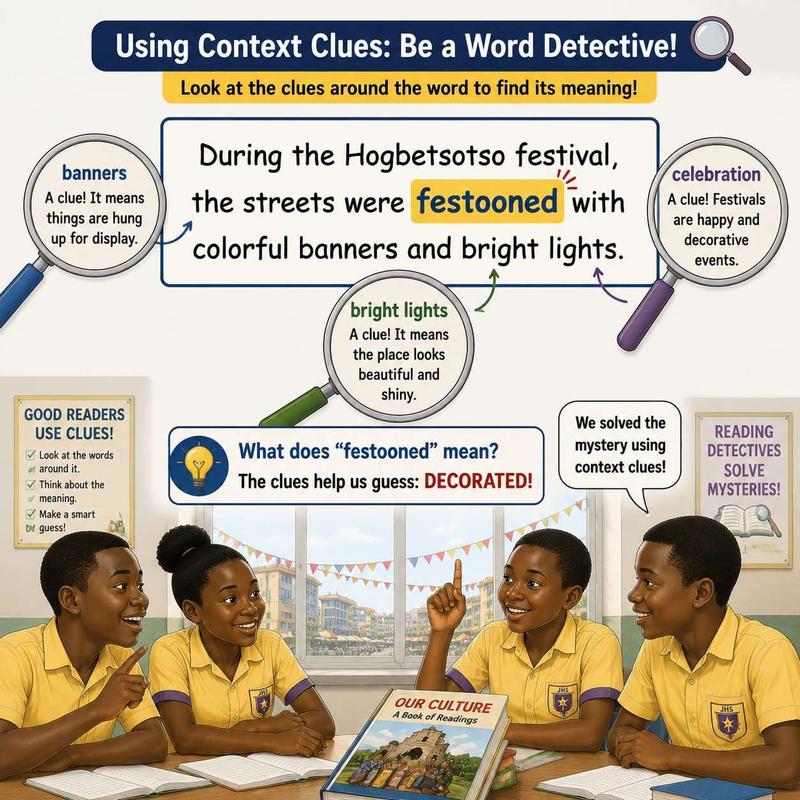 Using Context Clues: Be a Word Detective!
Look at the clues around the word to find its meaning!
During the Hogbetsotso festival,
the streets were festooned with
colorful banners and bright lights.
banners
A clue! It means
things are hung
up for display.
celebration
A clue! Festivals
are happy and
decorative
events.
bright lights
A clue! It means
the place looks
beautiful and
shiny.
GOOD READERS
USE CLUES!
Look at the words
around it.
Think about the
meaning.
Make a smart
guess!
What does “festooned” mean?
The clues help us guess: DECORATED!
We solved the
mystery using
context clues!
READING
DETECTIVES
SOLVE
MYSTERIES!
JHS
JHS
JHS
OUR CULTURE
A Book of Readings